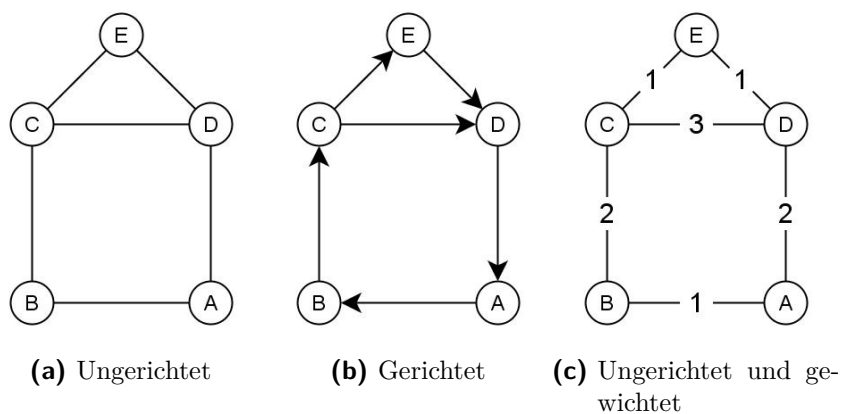 E E E
1 1
C D C D C 3 D
2 2
B A B A B 1 A
(a) Ungerichtet (b) Gerichtet (c) Ungerichtet und ge-
wichtet